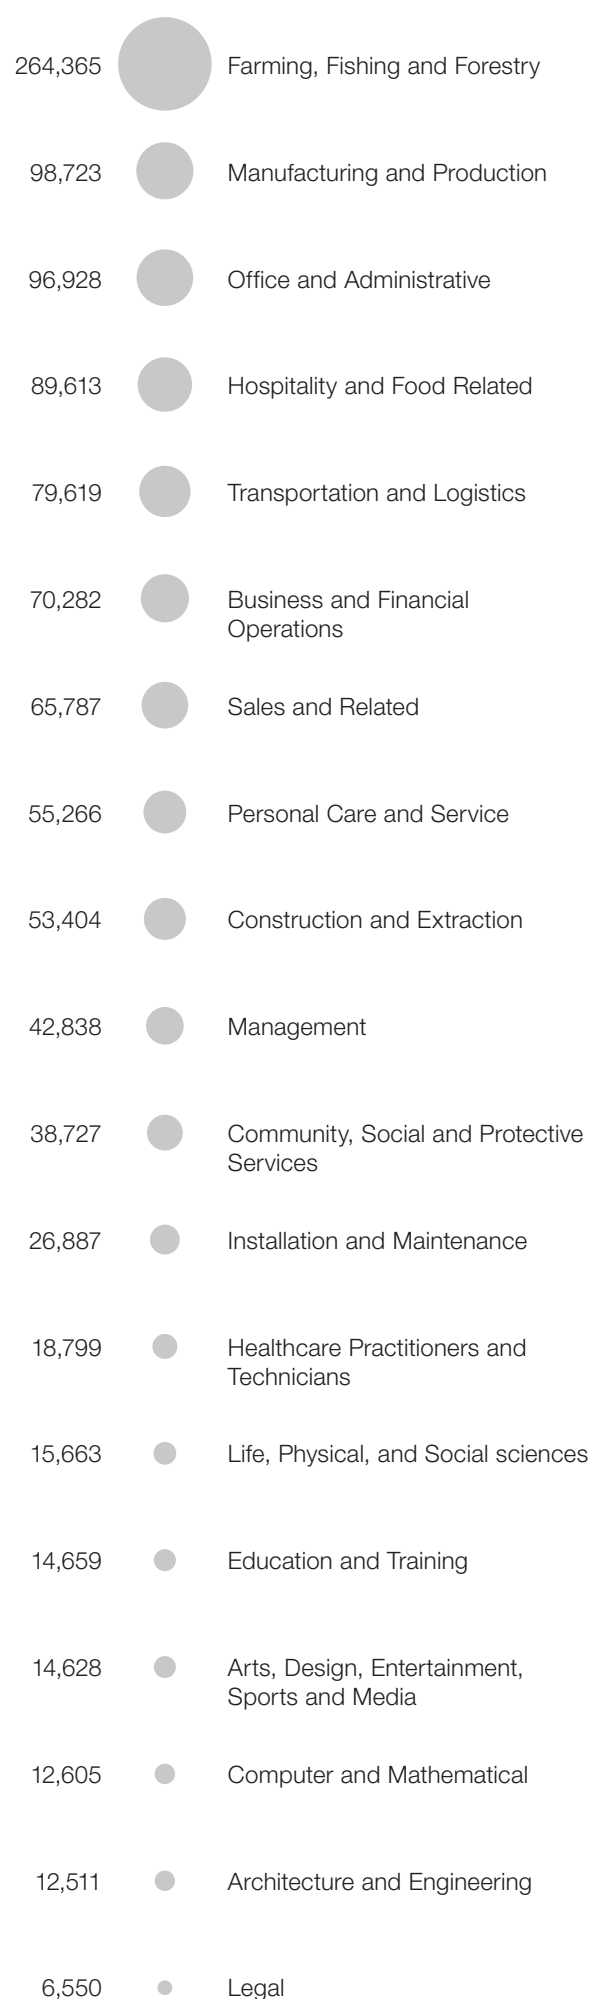 264,365 Farming, Fishing and Forestry
98,723 Manufacturing and Production
96,928 Office and Administrative
89,613 Hospitality and Food Related
79,619 Transportation and Logistics
70,282 Business and Financial
Operations
65,787 Sales and Related
55,266 Personal Care and Service
53,404 Construction and Extraction
42,838 Management
38,727 Community, Social and Protective
Services
26,887 Installation and Maintenance
18,799 Healthcare Practitioners and
Technicians
15,663 Life, Physical, and Social sciences
14,659 Education and Training
14,628 Arts, Design, Entertainment,
Sports and Media
12,605 Computer and Mathematical
12,511 Architecture and Engineering
6,550 Legal